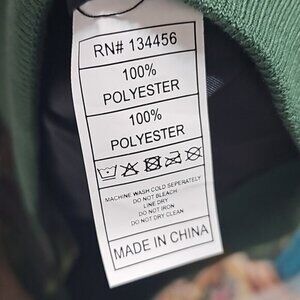 RN# 134456
100%
POLYESTER
100%
POLYESTER
MACHINE WASH COLD SEPERATELY
DO NOT BLEACH
LINE DRY
DO NOT IRON
DO NOT DRY CLEAN
MADE IN CHINA